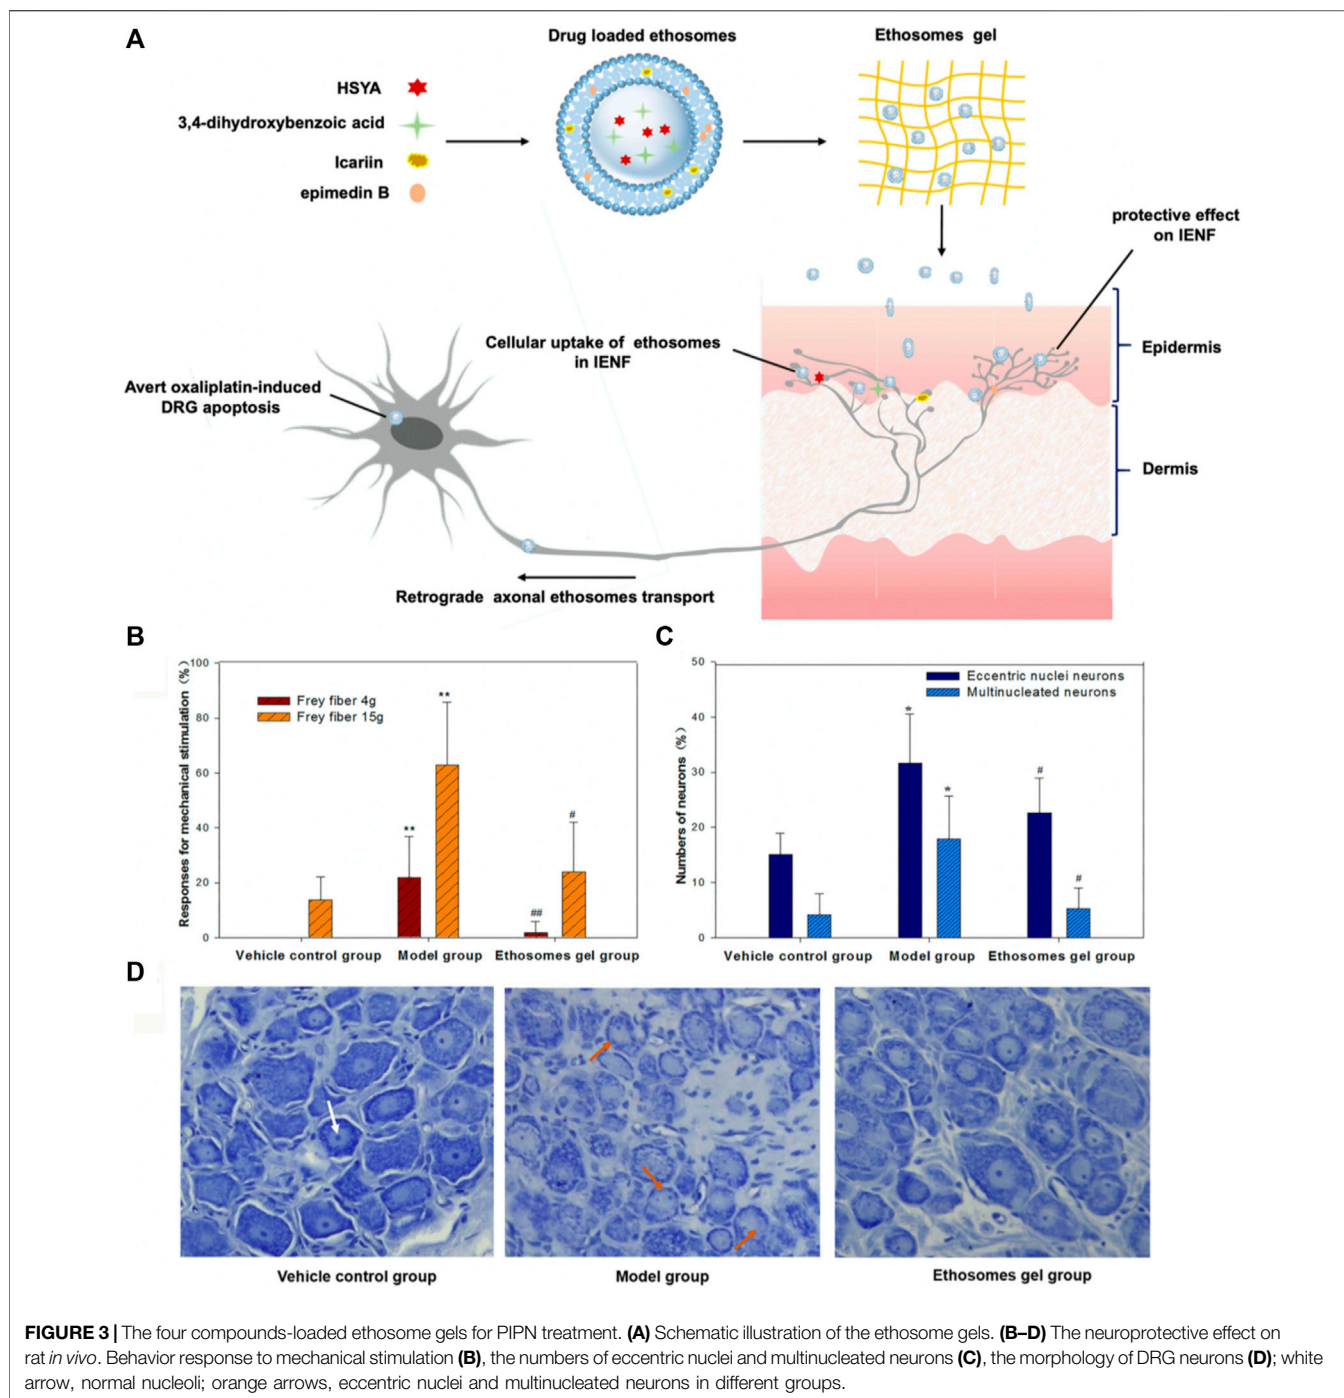 A
Drug loaded ethosomes
Ethosomes gel
HSYA
3,4-dihydroxybenzoic acid
Icariin
epimedin B
protective effect
on IENF
Cellular uptake of ethosomes
in IENF
Epidermis
Avert oxaliplatin-induced
DRG apoptosis
Dermis
Retrograde axonal ethosomes transport
B
Responses for mechanical stimulation (%)
100
80
60
40
20
0
Frey fiber 4g
Frey fiber 15g
**
**
##
#
Vehicle control group
Model group
Ethosomes gel group
C
Numbers of neurons (%)
50
40
30
20
10
0
Eccentric nuclei neurons
Multinucleated neurons
*
*
#
#
Vehicle control group
Model group
Ethosomes gel group
D
Vehicle control group
Model group
Ethosomes gel group
FIGURE 3 | The four compounds-loaded ethosome gels for PIPN treatment. (A) Schematic illustration of the ethosome gels. (B–D) The neuroprotective effect on
rat in vivo. Behavior response to mechanical stimulation (B), the numbers of eccentric nuclei and multinucleated neurons (C), the morphology of DRG neurons (D); white
arrow, normal nucleoli; orange arrows, eccentric nuclei and multinucleated neurons in different groups.